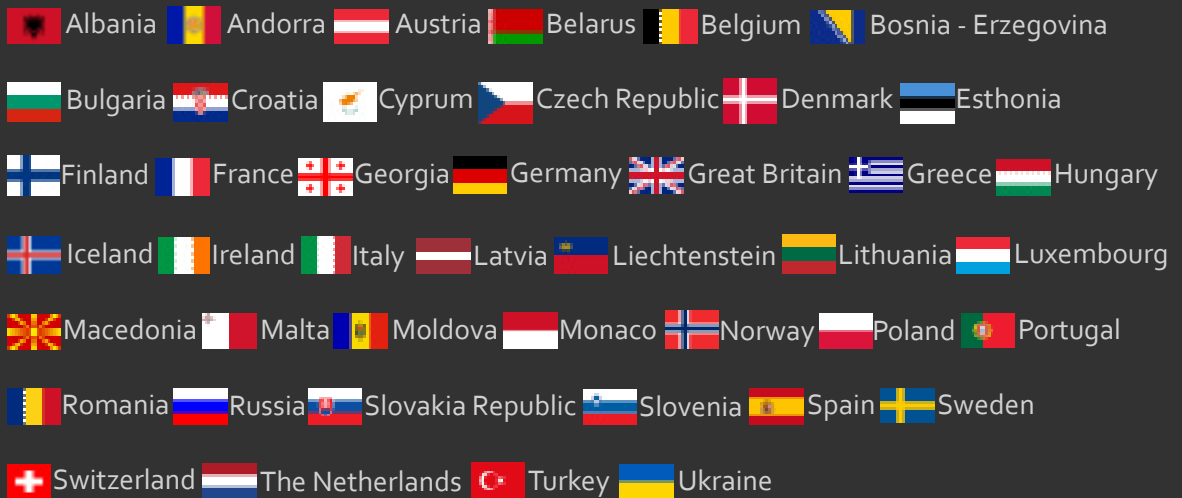 Albania Andorra Austria Belarus Belgium Bosnia - Erzegovina
Bulgaria Croatia Cyprum Czech Republic Denmark Esthonia
Finland France Georgia Germany Great Britain Greece Hungary
Iceland Ireland Italy Latvia Liechtenstein Lithuania Luxembourg
Macedonia Malta Moldova Monaco Norway Poland Portugal
Romania Russia Slovakia Republic Slovenia Spain Sweden
Switzerland The Netherlands Turkey Ukraine